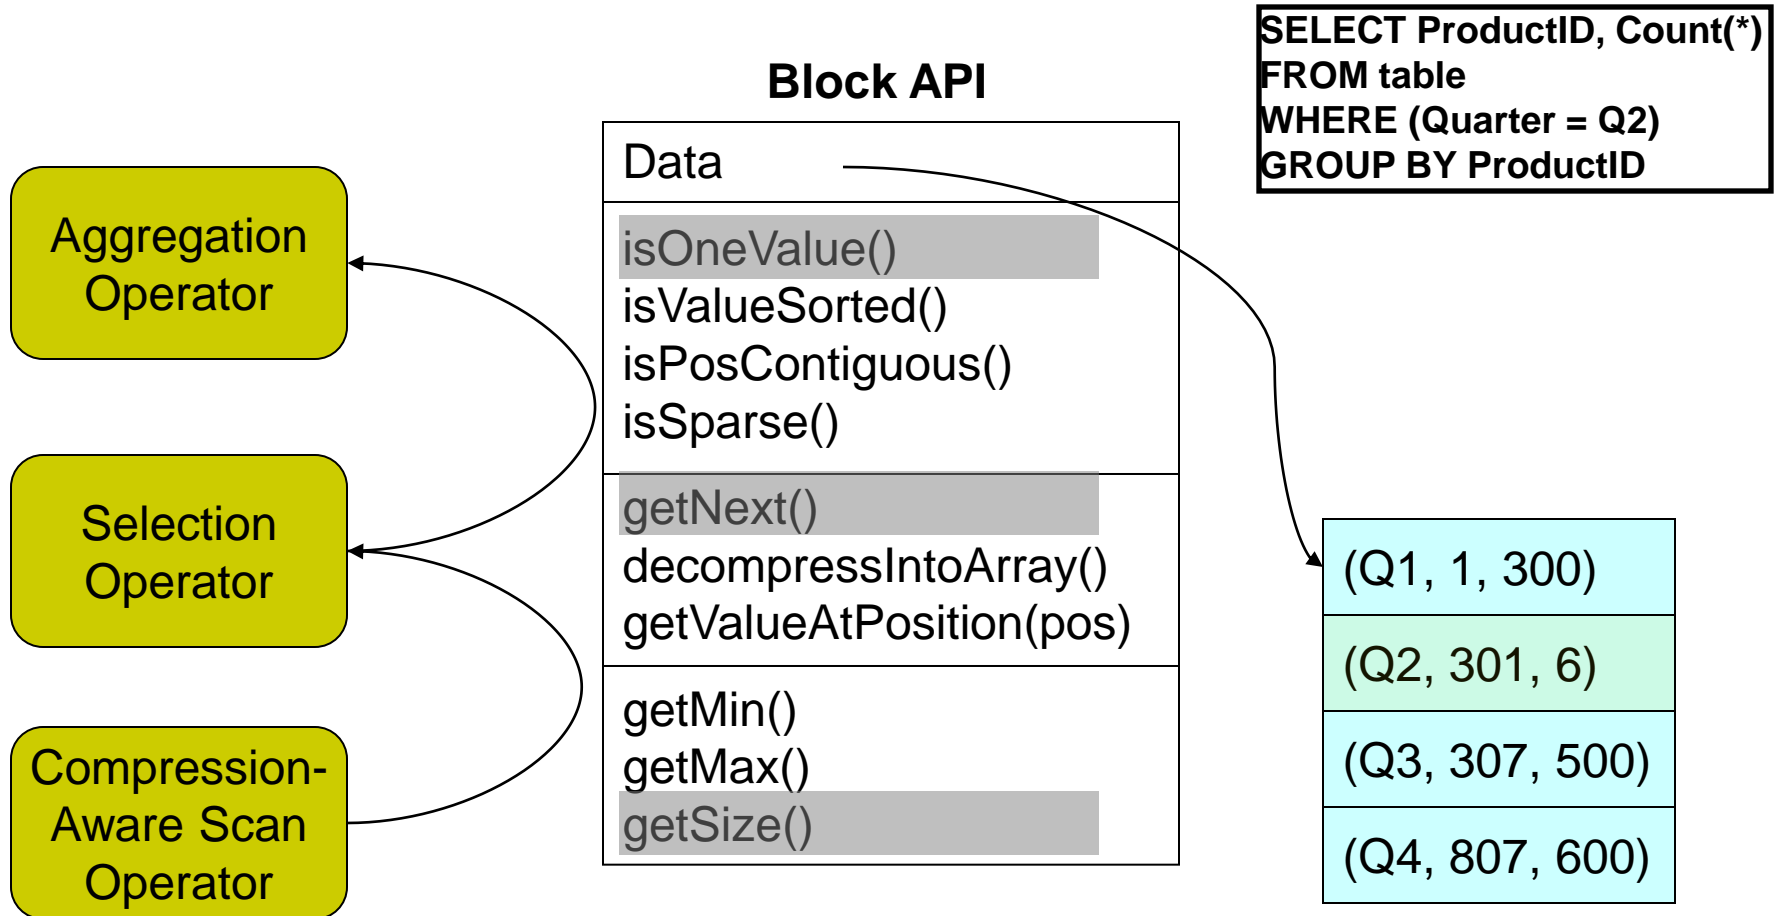 SELECT ProductID, Count(*)
FROM table
WHERE (Quarter = Q2)
GROUP BY ProductID
Block API
Data
isOneValue()
isValueSorted()
isPosContiguous()
isSparse()
getNext()
decompressIntoArray()
getValueAtPosition(pos)
getMin()
getMax()
getSize()
Aggregation
Operator
Selection
Operator
Compression-
Aware Scan
Operator
(Q1, 1, 300)
(Q2, 301, 6)
(Q3, 307, 500)
(Q4, 807, 600)